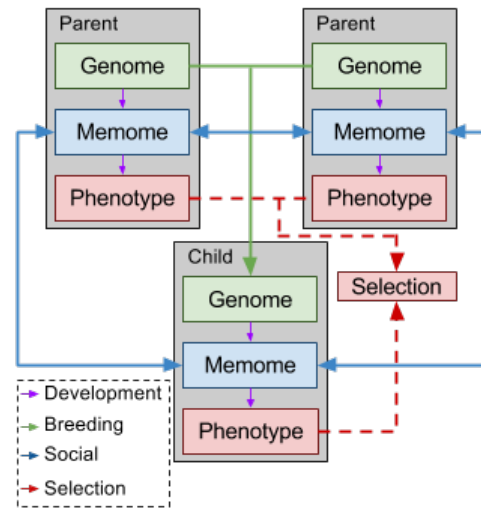 Parent
Genome
Memome
Phenotype
Parent
Genome
Memome
Phenotype
Child
Genome
Memome
Phenotype
Selection
Development
Breeding
Social
Selection